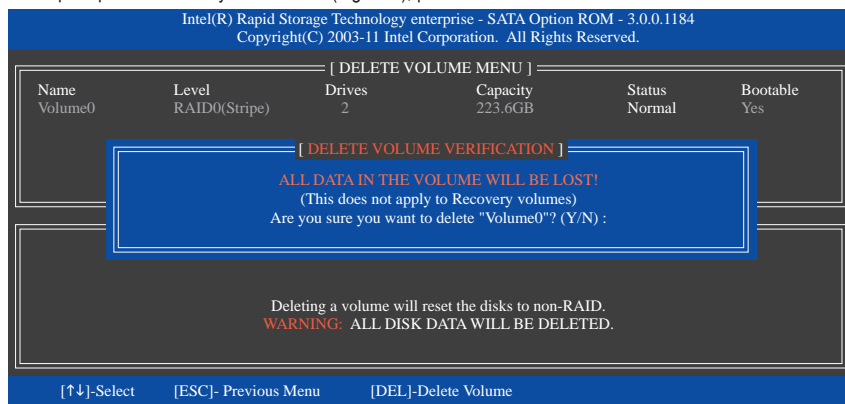 Intel(R) Rapid Storage Technology enterprise - SATA Option ROM - 3.0.0.1184
Copyright(C) 2003-11 Intel Corporation. All Rights Reserved.
[ DELETE VOLUME MENU ]
Name Level Drives Capacity Status Bootable
Volume0 RAID0(Stripe) 2 223.6GB Normal Yes
[ DELETE VOLUME VERIFICATION ]
ALL DATA IN THE VOLUME WILL BE LOST!
(This does not apply to Recovery volumes)
Are you sure you want to delete "Volume0"? (Y/N) :
Deleting a volume will reset the disks to non-RAID.
WARNING: ALL DISK DATA WILL BE DELETED.
[↑↓]-Select [ESC]- Previous Menu [DEL]-Delete Volume